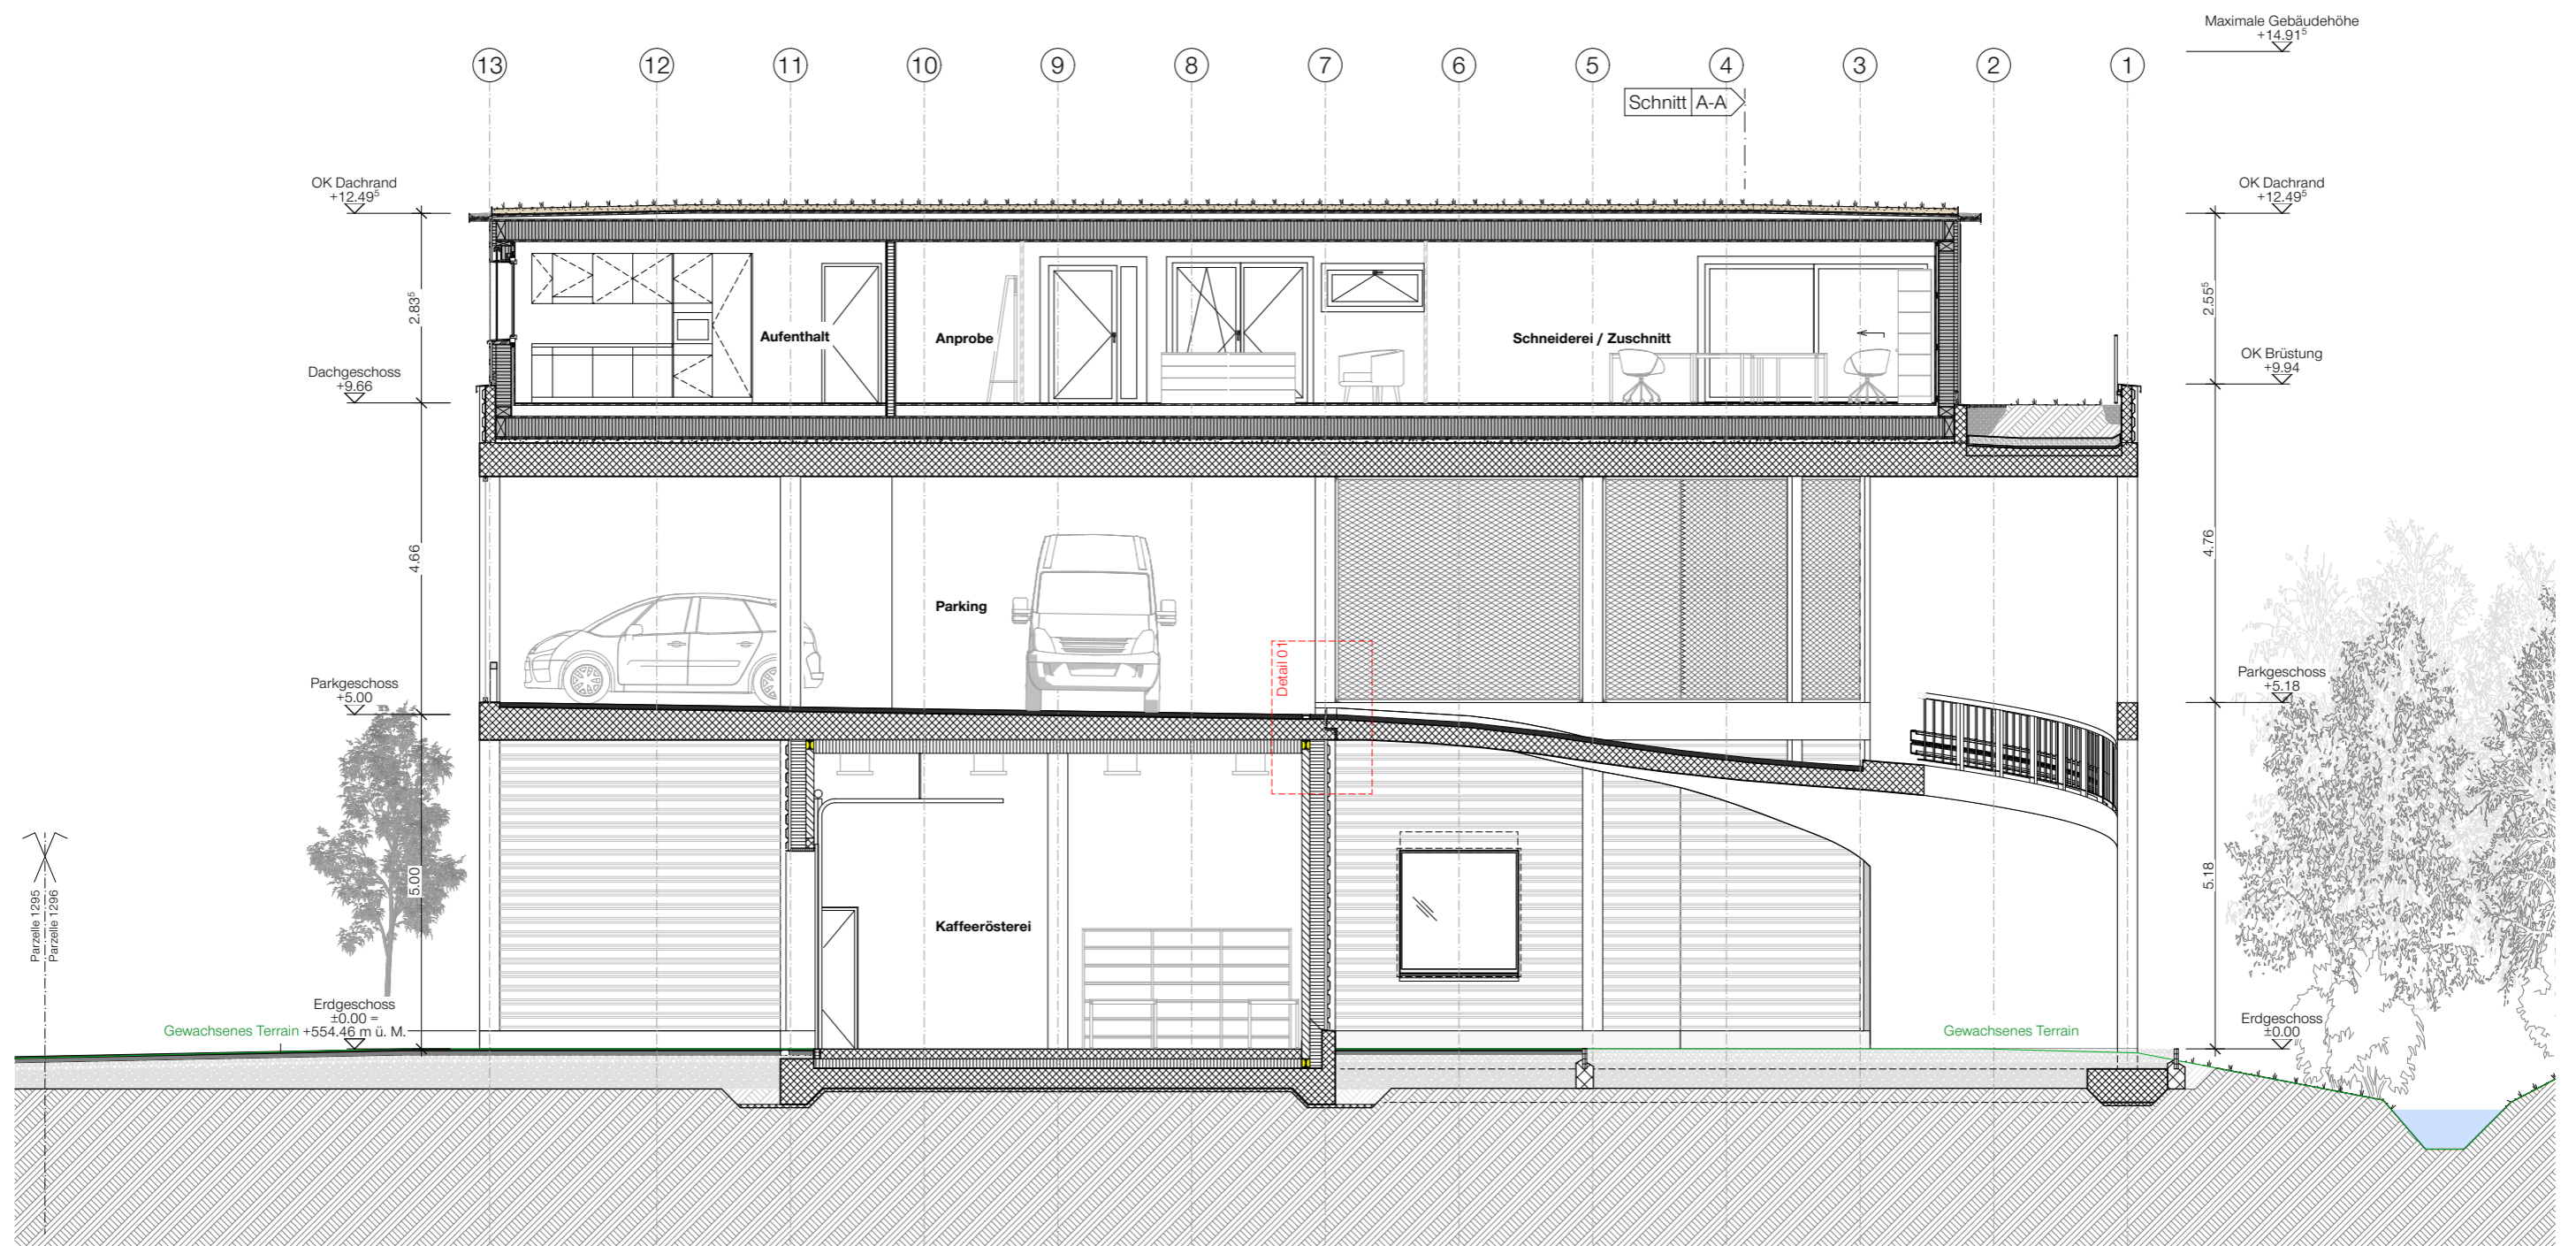 Maximale Gebäudehöhe
+14.91⁵
13 12 11 10 9 8 7 6 5 4 3 2 1
Schnitt A-A
OK Dachrand
+12.49⁵
OK Dachrand
+12.49⁵
2.83⁵
2.55⁵
Aufenthalt
Anprobe
Schneiderei / Zuschnitt
Dachgeschoss
+9.66
OK Brüstung
+9.94
4.66
4.76
Parking
Detail 01
Parkgeschoss
+5.00
Parkgeschoss
+5.18
5.00
5.18
Parzelle 1295
Parzelle 1296
Kaffeerösterei
Erdgeschoss
±0.00 =
+554.46 m ü. M.
Gewachsenes Terrain
Gewachsenes Terrain
Erdgeschoss
±0.00